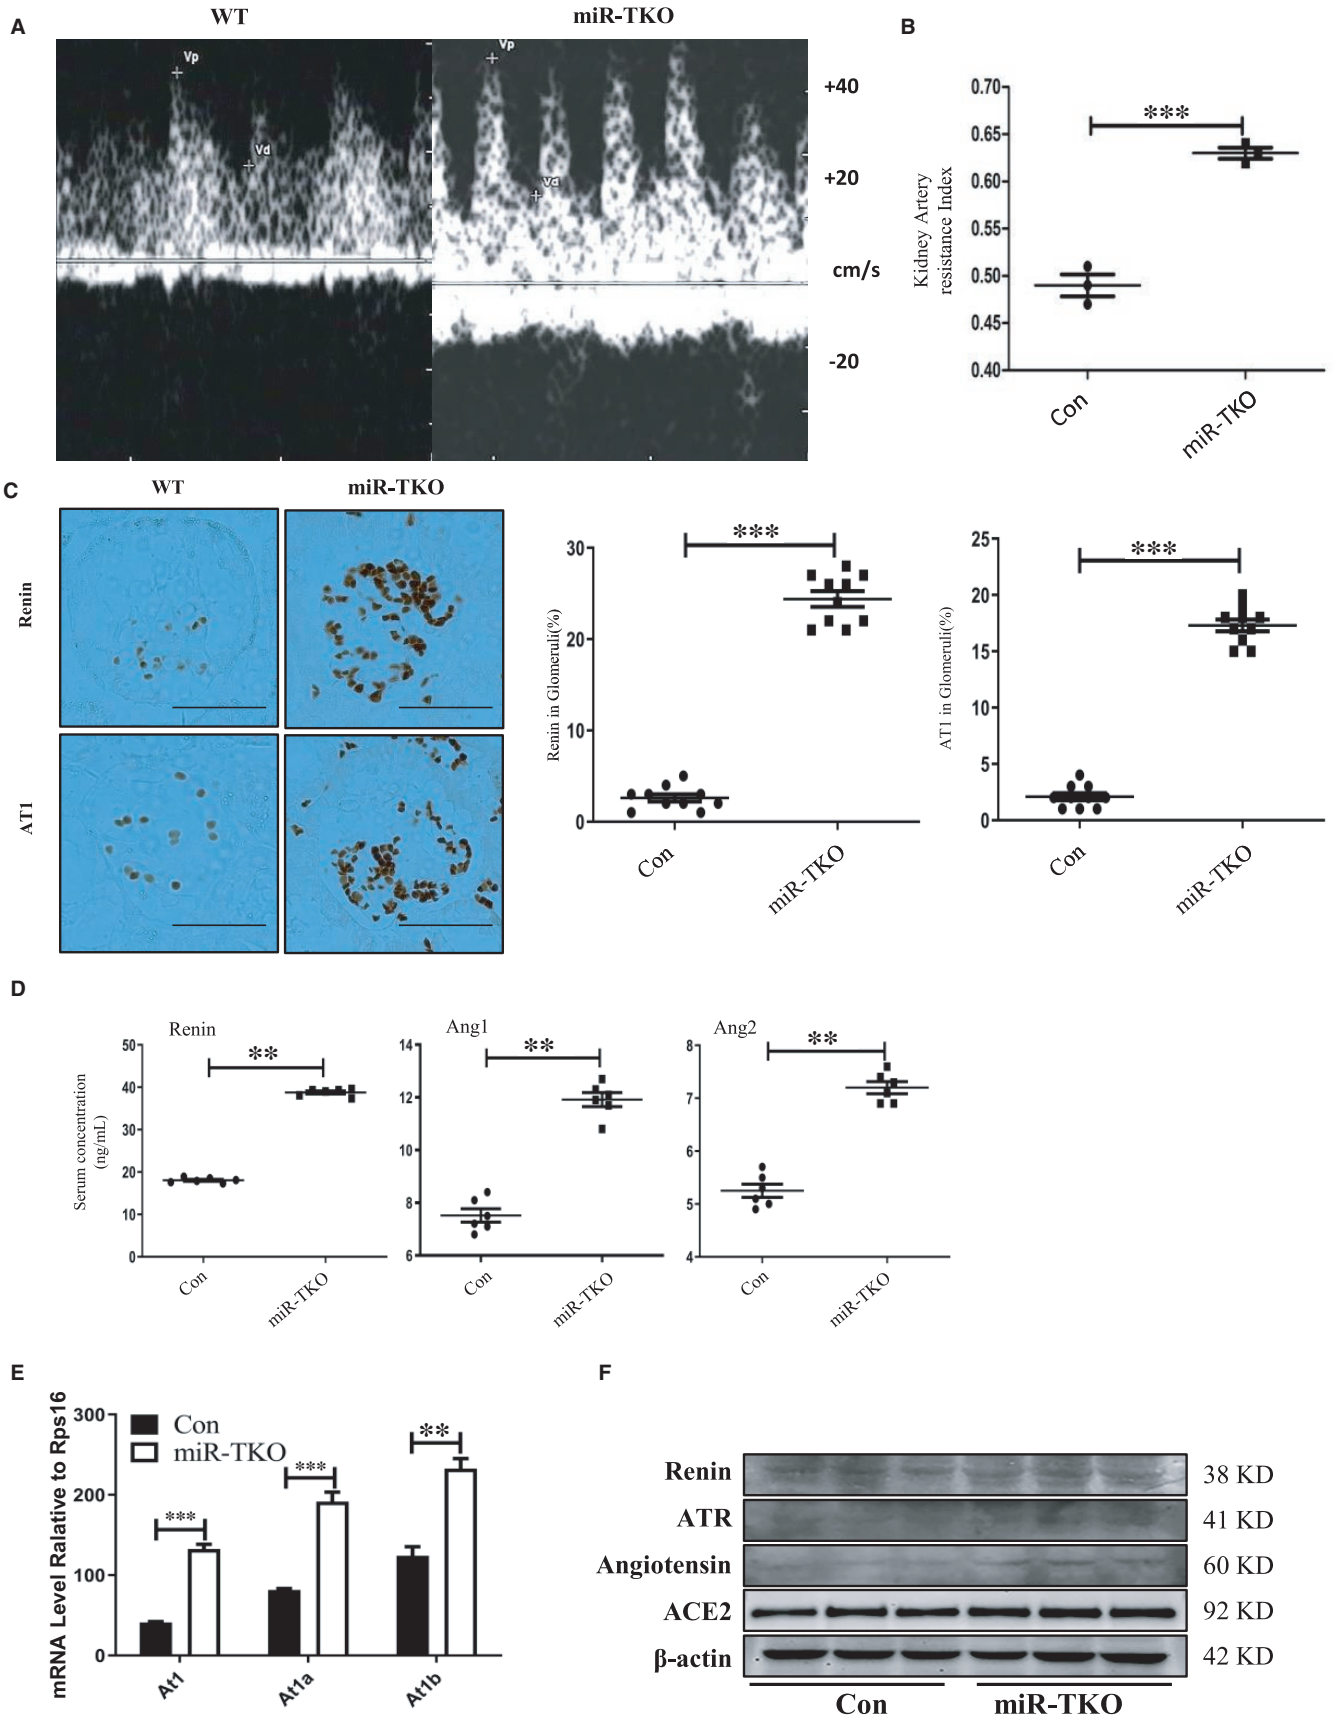 A
WT
miR-TKO
Vp
Vd
Vp
Vd
+40
+20
cm/s
-20
B
Kidney Artery
resistance Index
0.70
0.65
0.60
0.55
0.50
0.45
0.40
***
Con
miR-TKO
C
WT
miR-TKO
Renin
AT1
Renin in Glomeruli(%)
30
20
10
0
***
Con
miR-TKO
AT1 in Glomeruli(%)
25
20
15
10
5
0
***
Con
miR-TKO
D
Serum concentration
(ng/mL)
Renin
50
40
30
20
10
0
**
Con
miR-TKO
Ang1
14
12
10
8
6
**
Con
miR-TKO
Ang2
8
7
6
5
4
**
Con
miR-TKO
E
mRNA Level Ralative to Rps16
300
200
100
0
Con
miR-TKO
***
***
**
At1
At1a
At1b
F
Renin 38 KD
ATR 41 KD
Angiotensin 60 KD
ACE2 92 KD
β-actin 42 KD
Con miR-TKO